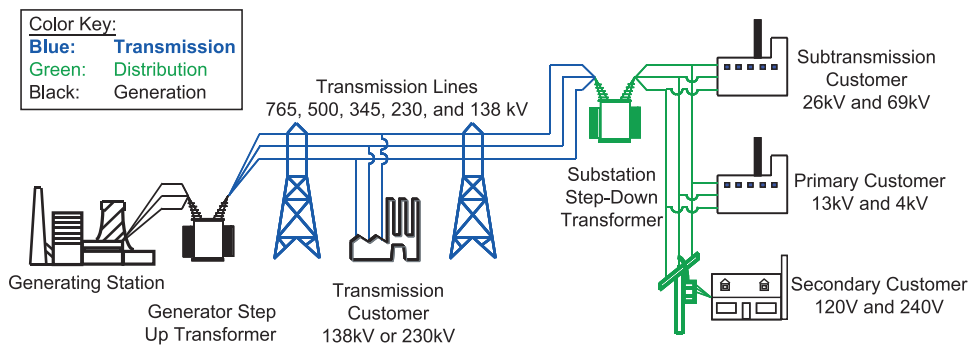 Color Key:
Blue: Transmission
Green: Distribution
Black: Generation
Transmission Lines
765, 500, 345, 230, and 138 kV
Subtransmission
Customer
26kV and 69kV
Substation
Step-Down
Transformer
Primary Customer
13kV and 4kV
Generating Station
Generator Step
Up Transformer
Transmission
Customer
138kV or 230kV
Secondary Customer
120V and 240V